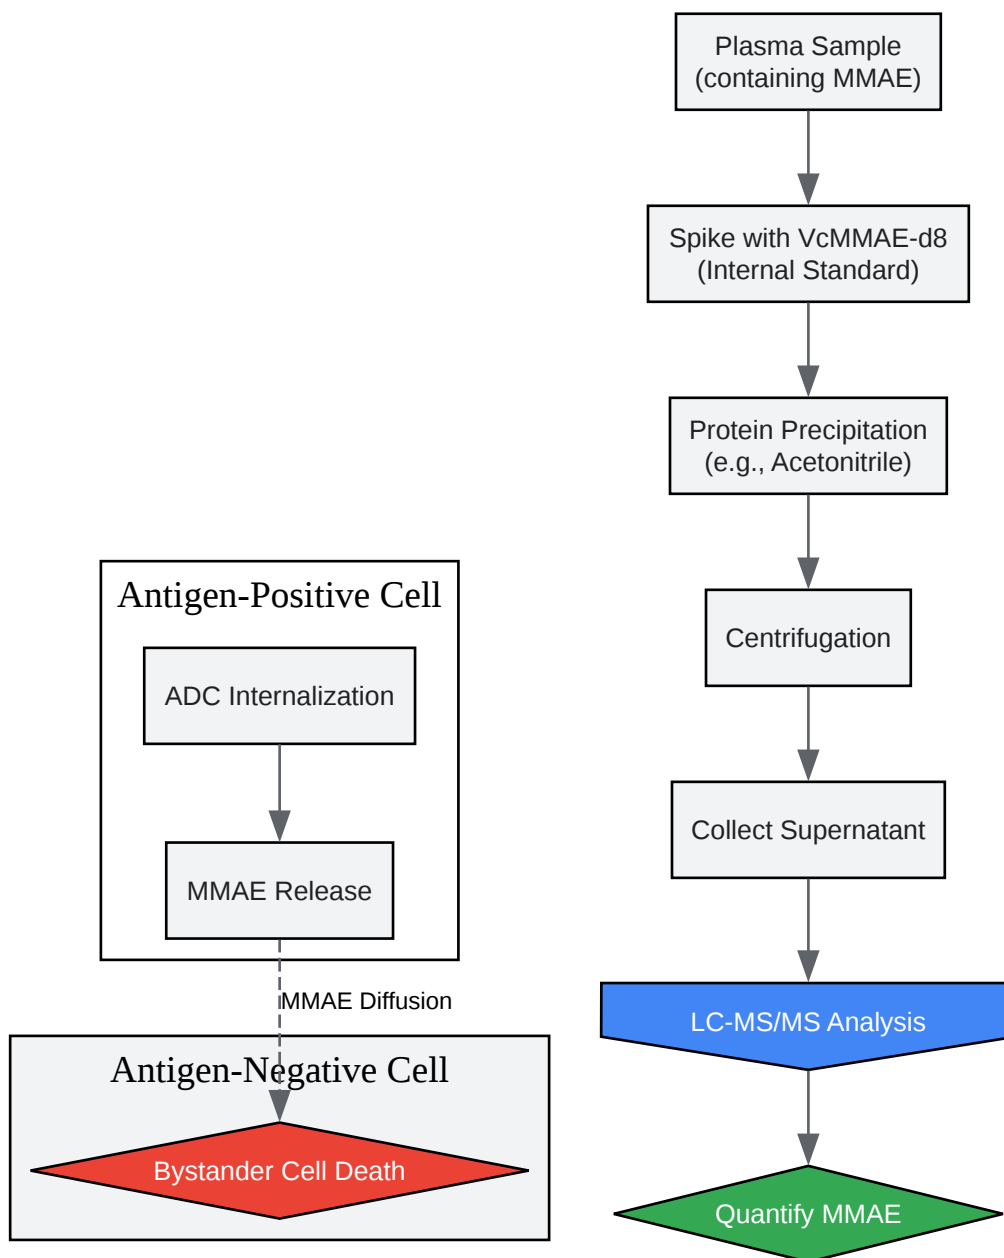 Plasma Sample
(containing MMAE)
Spike with VcMMAE-d8
(Internal Standard)
Protein Precipitation
(e.g., Acetonitrile)
Centrifugation
Collect Supernatant
LC-MS/MS Analysis
Quantify MMAE
Antigen-Positive Cell
ADC Internalization
MMAE Release
MMAE Diffusion
Antigen-Negative Cell
Bystander Cell Death